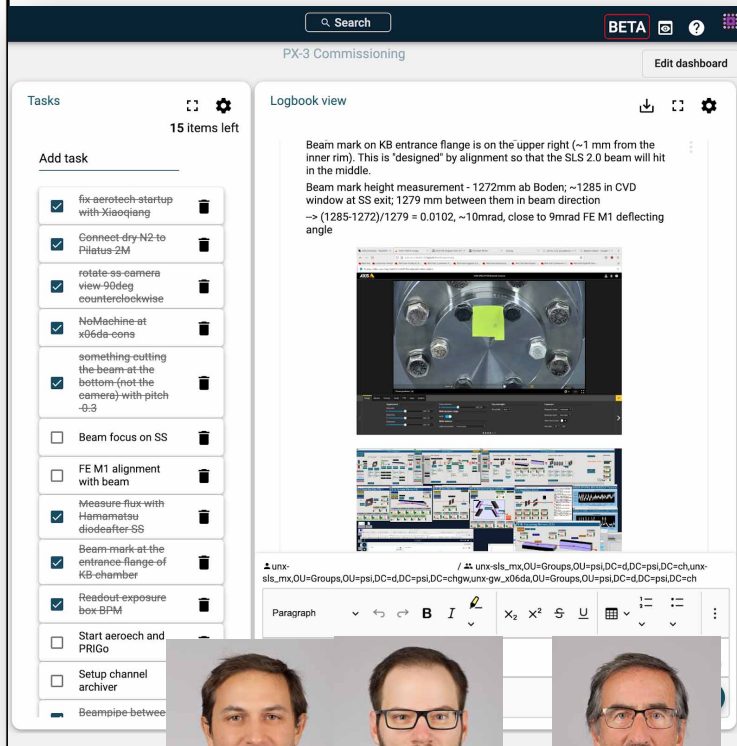 Search
BETA
?
PX-3 Commissioning
Edit dashboard
Tasks
15 items left
Add task
fix aerotech startup
with Xiaoqiang
Connect dry N2 to
Pilatus 2M
rotate ss camera
view 90deg
counterclockwise
NoMachine at
x06da cons
something cutting
the beam at the
bottom (not the
camera) with pitch
-0.3
Beam focus on SS
FE M1 alignment
with beam
Measure flux with
Hamamatsu
diodeafter SS
Beam mark at the
entrance flange of
KB chamber
Readout exposure
box BPM
Start aeroech and
PRIGo
Setup channel
archiver
Beampipe betwee
Logbook view
Beam mark on KB entrance flange is on the upper right (~1 mm from the
inner rim). This is "designed" by alignment so that the SLS 2.0 beam will hit
in the middle.
Beam mark height measurement - 1272mm ab Boden; ~1285 in CVD
window at SS exit; 1279 mm between them in beam direction
--> (1285-1272)/1279 = 0.0102, ~10mrad, close to 9mrad FE M1 deflecting
angle
AXIS
unx- / unx-sls_mx,OU=Groups,OU=psi,DC=d,DC=psi,DC=ch,unx-
sls_mx,OU=Groups,OU=psi,DC=d,DC=psi,DC=chgw,unx-gw_x06da,OU=Groups,OU=psi,DC=d,DC=psi,DC=ch
Paragraph B I X₂ x² S U